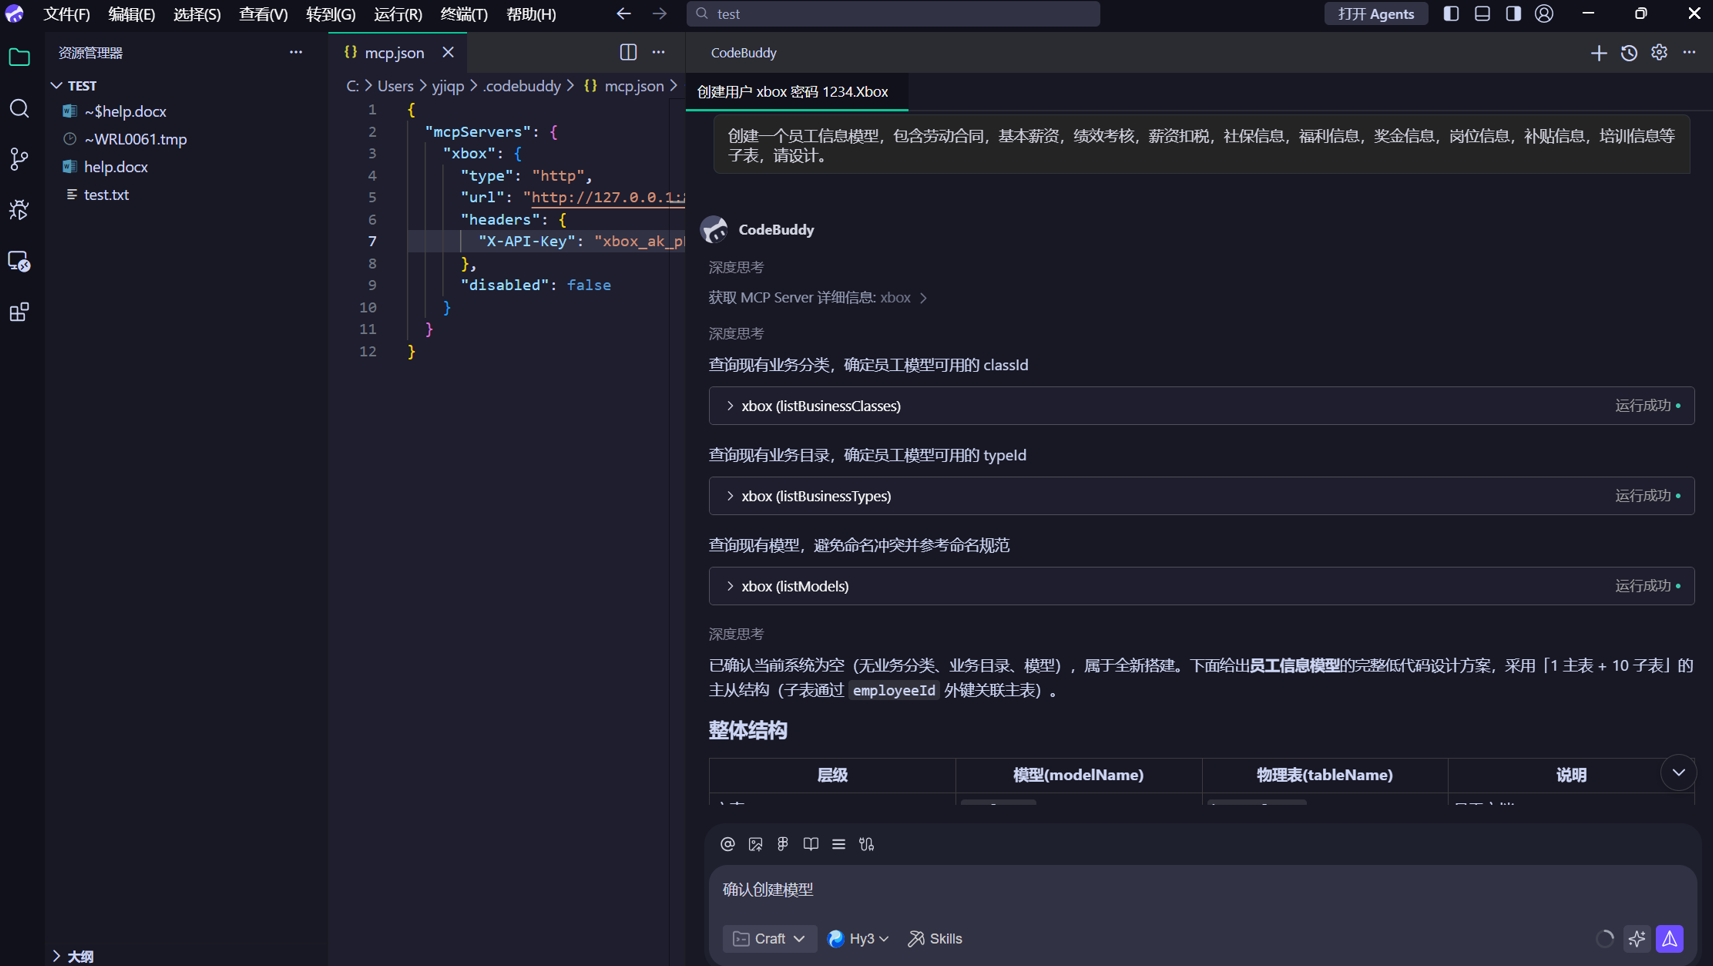 文件(F) 编辑(E) 选择(S) 查看(V) 转到(G) 运行(R) 终端(T) 帮助(H)
test
打开 Agents
资源管理器
TEST
~$help.docx
~WRL0061.tmp
help.docx
test.txt
大纲
{} mcp.json
C: > Users > yjiqp > .codebuddy > {} mcp.json >
1 {
2 "mcpServers": {
3 "xbox": {
4 "type": "http",
5 "url": "http://127.0.0.1:
6 "headers": {
7 "X-API-Key": "xbox_ak_p
8 },
9 "disabled": false
10 }
11 }
12 }
CodeBuddy
创建用户 xbox 密码 1234.Xbox
创建一个员工信息模型，包含劳动合同，基本薪资，绩效考核，薪资扣税，社保信息，福利信息，奖金信息，岗位信息，补贴信息，培训信息等
子表，请设计。
CodeBuddy
深度思考
获取 MCP Server 详细信息: xbox >
深度思考
查询现有业务分类，确定员工模型可用的 classId
> xbox (listBusinessClasses) 运行成功
查询现有业务目录，确定员工模型可用的 typeId
> xbox (listBusinessTypes) 运行成功
查询现有模型，避免命名冲突并参考命名规范
> xbox (listModels) 运行成功
深度思考
已确认当前系统为空（无业务分类、业务目录、模型），属于全新搭建。下面给出员工信息模型的完整低代码设计方案，采用「1 主表 + 10 子表」的
主从结构（子表通过 employeeId 外键关联主表）。
整体结构
层级 模型(modelName) 物理表(tableName) 说明
确认创建模型
Craft
Hy3
Skills